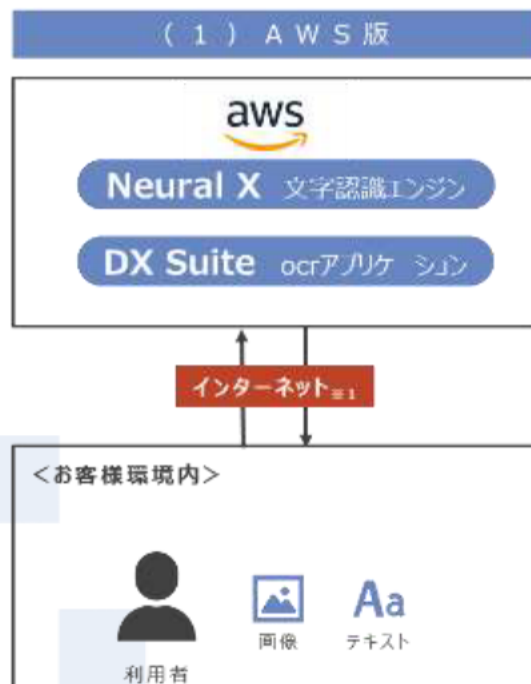 （１）ＡＷＳ版
aws
Neural X 文字認識エンジン
DX Suite ocrアプリケーション
インターネット※1
＜お客様環境内＞
Aa
画像
テキスト
利用者